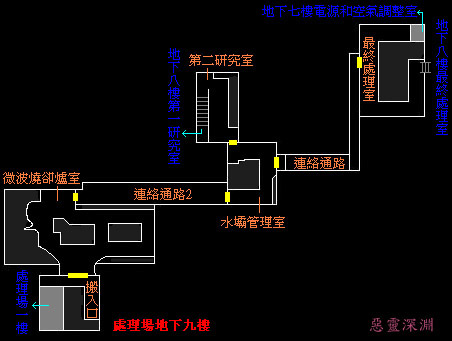 地下七樓電源和空氣調整室
最終處理室
地下八樓最終處理室
III
第二研究室
地下八樓第一研究室
連絡通路
微波燒卻爐室
連絡通路2
水壩管理室
處理場一樓
搬入口
處理場地下九樓
惡靈深淵